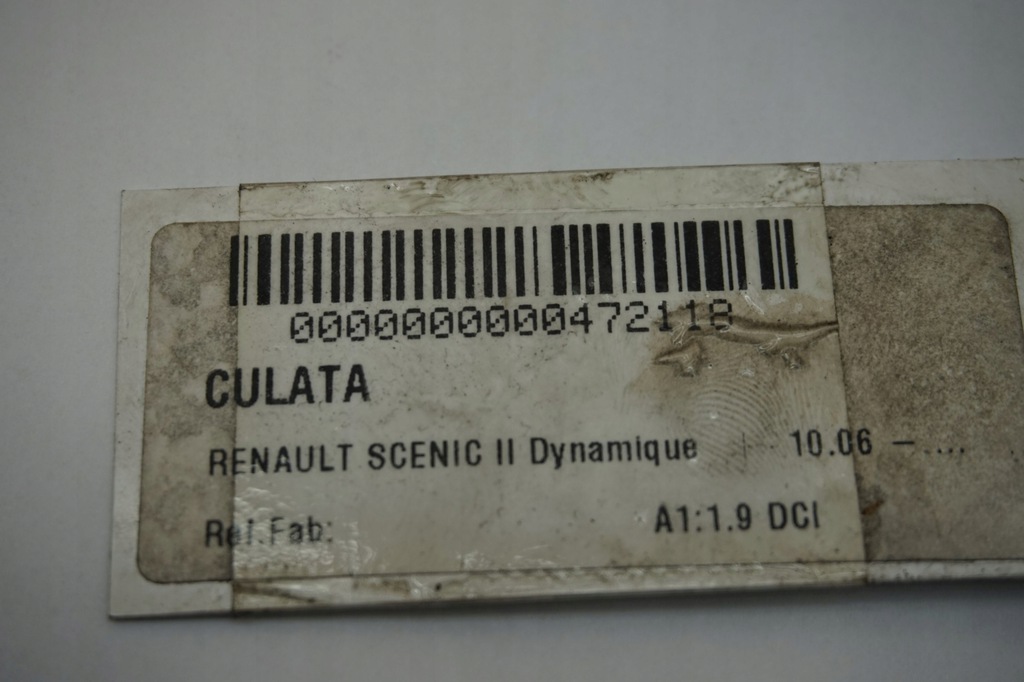 0000000000472118
CULATA
RENAULT SCENIC II Dynamique | 10.06 - ....
Ref.Fab: A1:1.9 DCI